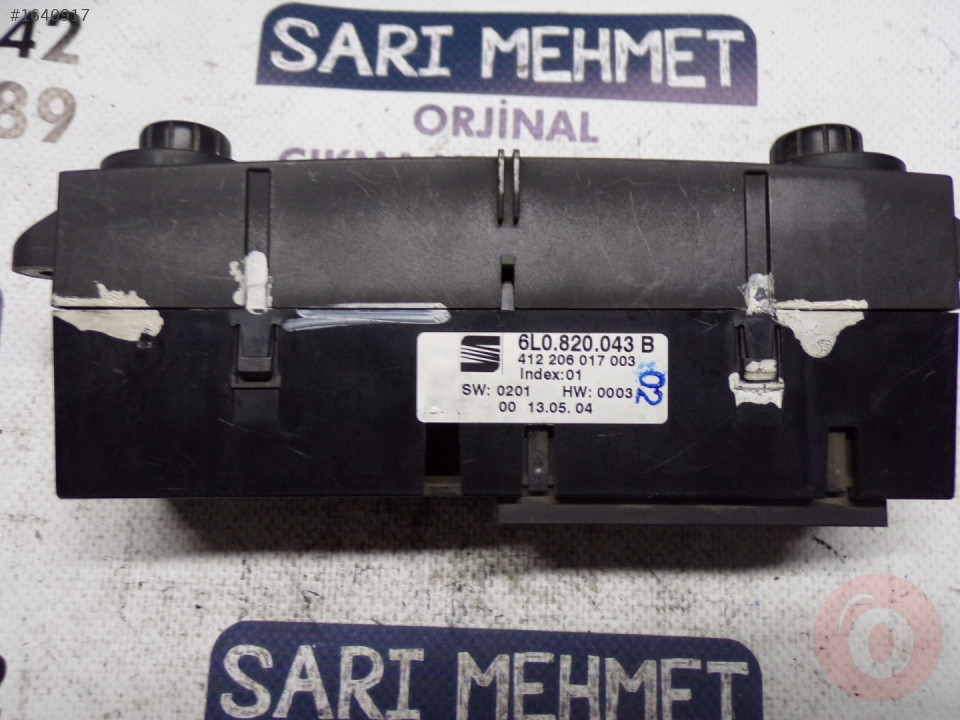 #1640917
42
89
SARI MEHMET
ORJİNAL
6L0.820.043 B
412 206 017 003
Index:01
02
SW: 0201 HW: 0003
00 13.05.04
SARI MEHMET